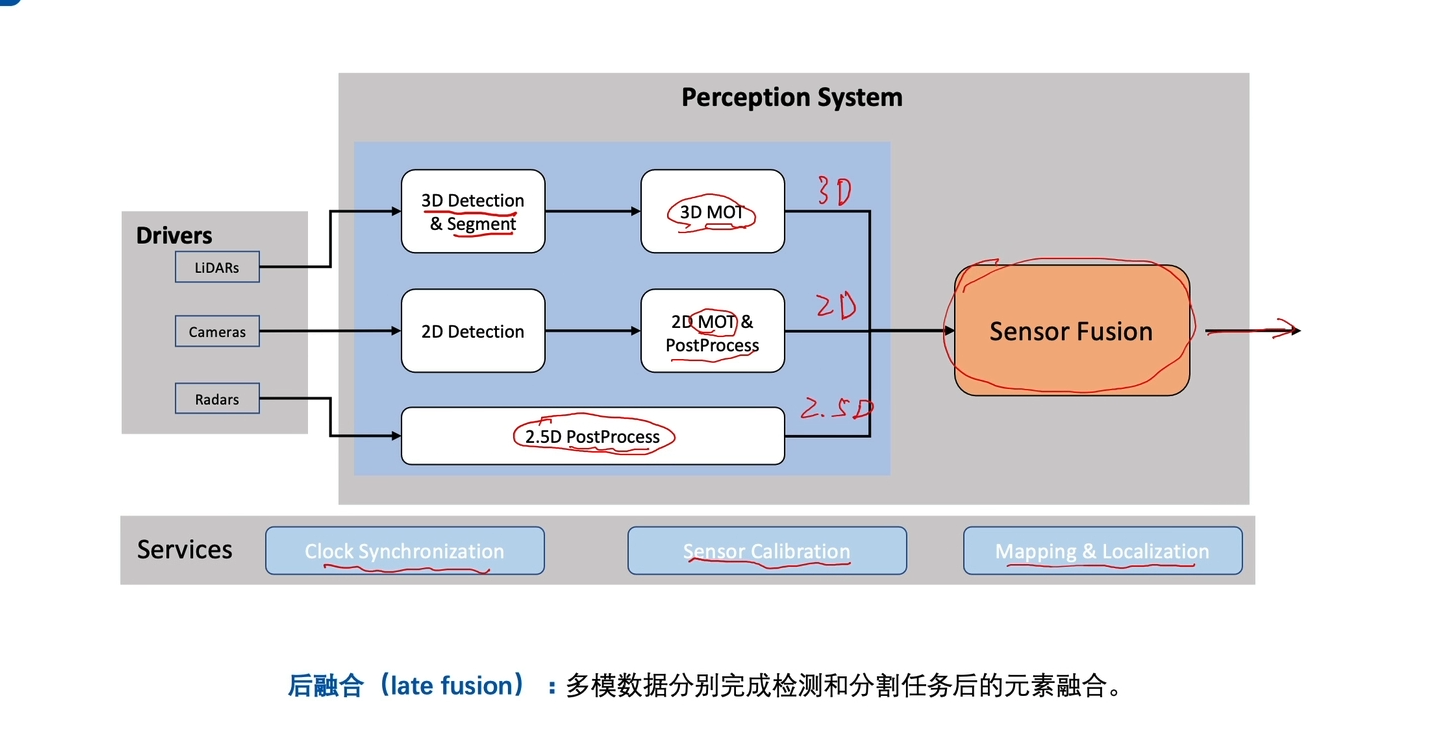 Perception System
Drivers
LiDARs
Cameras
Radars
3D Detection
& Segment
3D MOT
3D
2D Detection
2D MOT &
PostProcess
2D
2.5D PostProcess
2.5D
Sensor Fusion
Services
Clock Synchronization
Sensor Calibration
Mapping & Localization
后融合（late fusion）：多模数据分别完成检测和分割任务后的元素融合。